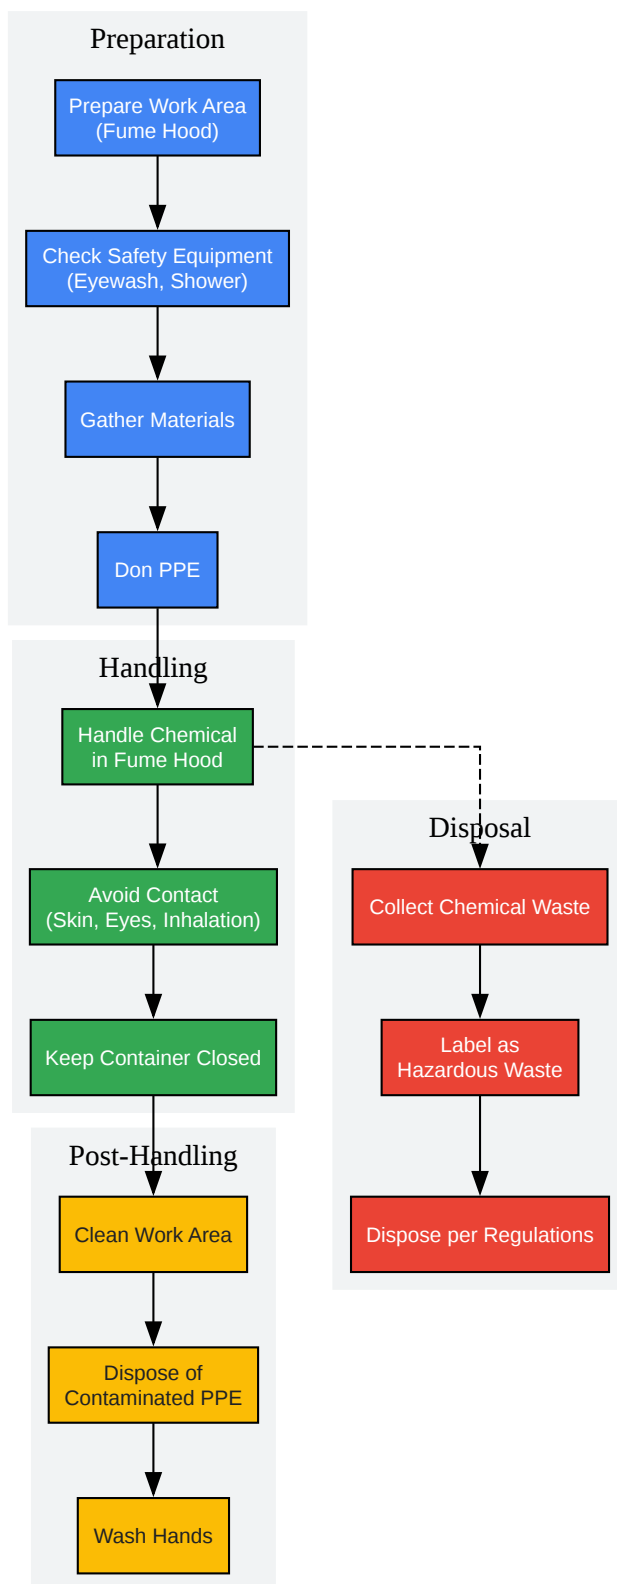 Preparation
Prepare Work Area
(Fume Hood)
Check Safety Equipment
(Eyewash, Shower)
Gather Materials
Don PPE
Handling
Handle Chemical
in Fume Hood
Avoid Contact
(Skin, Eyes, Inhalation)
Keep Container Closed
Post-Handling
Clean Work Area
Dispose of
Contaminated PPE
Wash Hands
Disposal
Collect Chemical Waste
Label as
Hazardous Waste
Dispose per Regulations